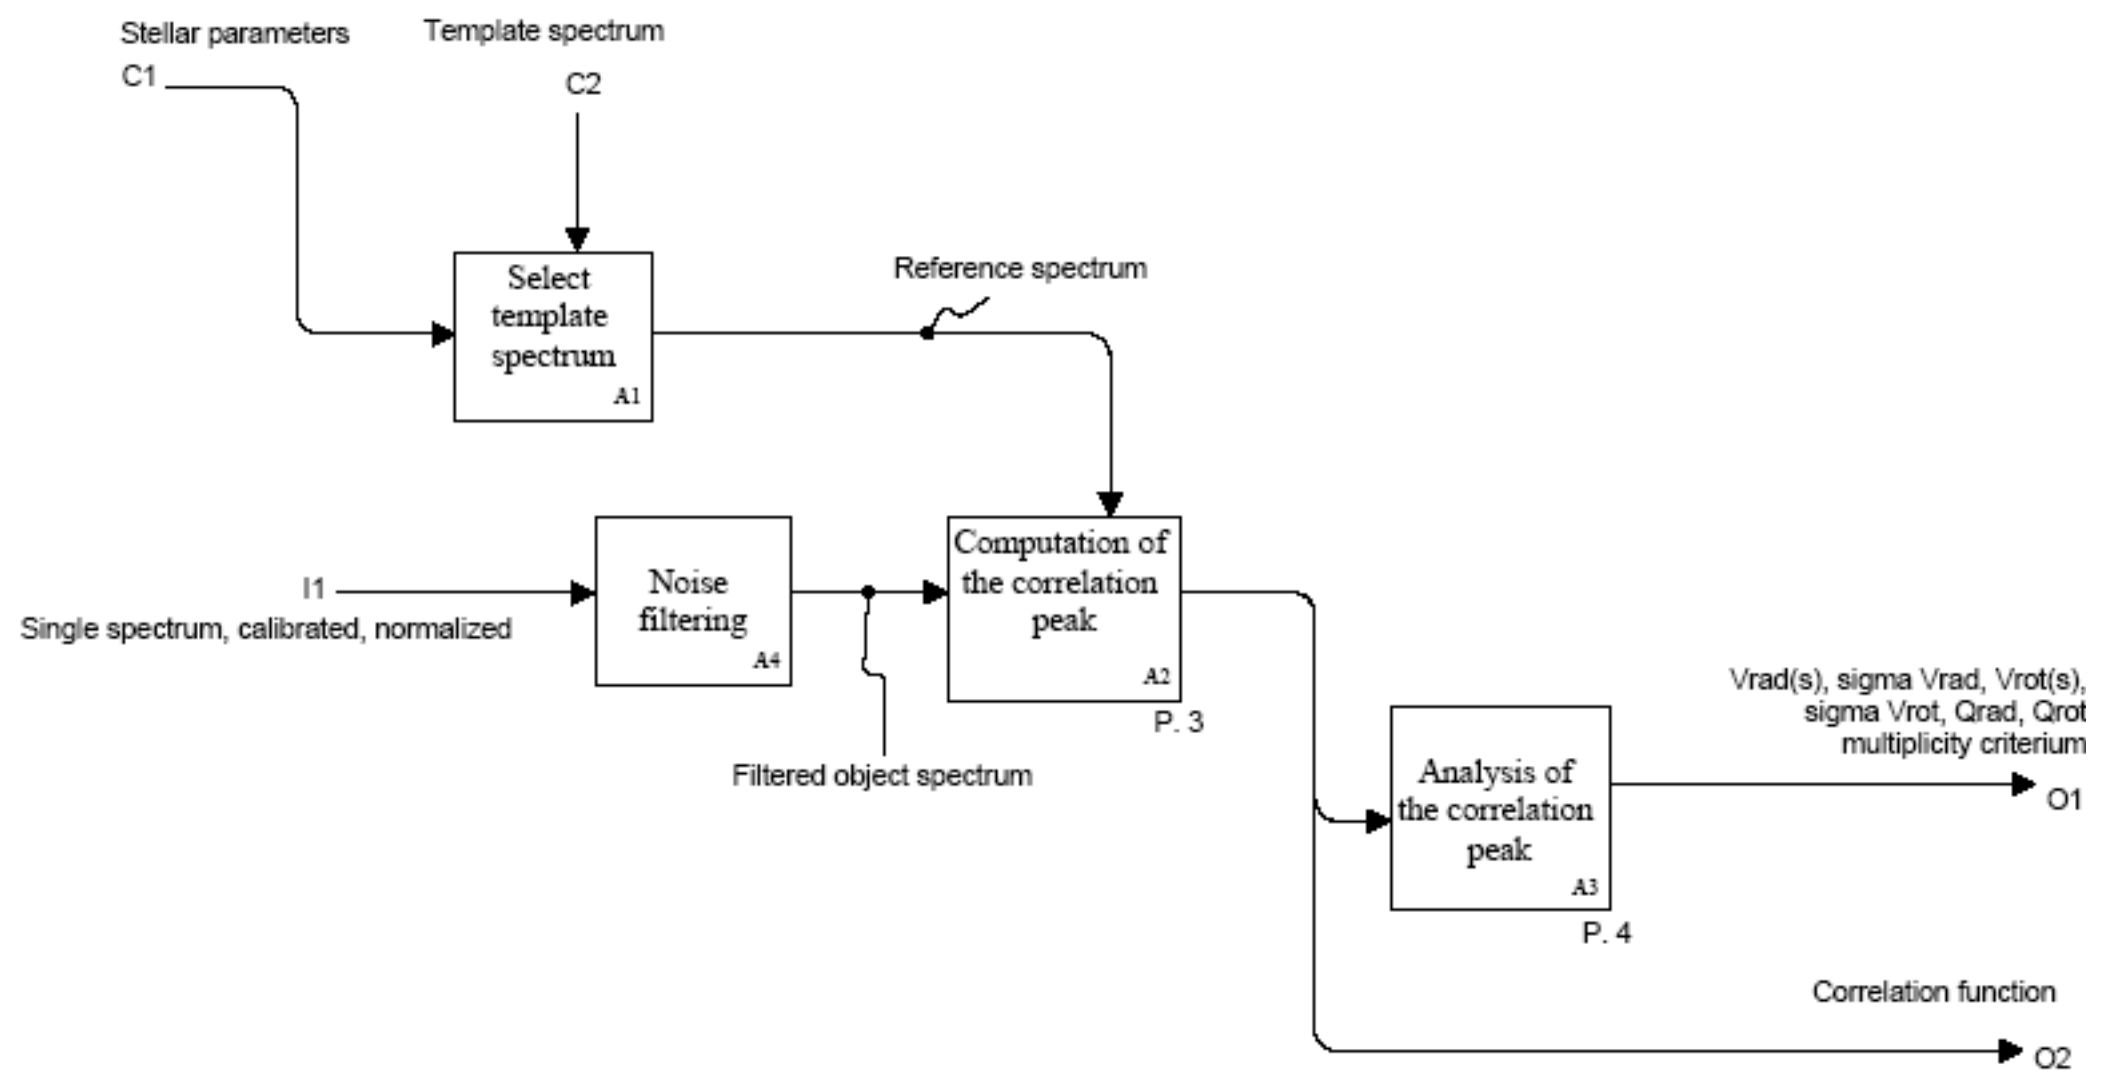 Stellar parameters
C1
Template spectrum
C2
Select
template
spectrum
A1
Reference spectrum
I1
Single spectrum, calibrated, normalized
Noise
filtering
A4
Filtered object spectrum
Computation of
the correlation
peak
A2
P. 3
Analysis of
the correlation
peak
A3
P. 4
Vrad(s), sigma Vrad, Vrot(s),
sigma Vrot, Qrad, Qrot
multiplicity criterium
O1
Correlation function
O2